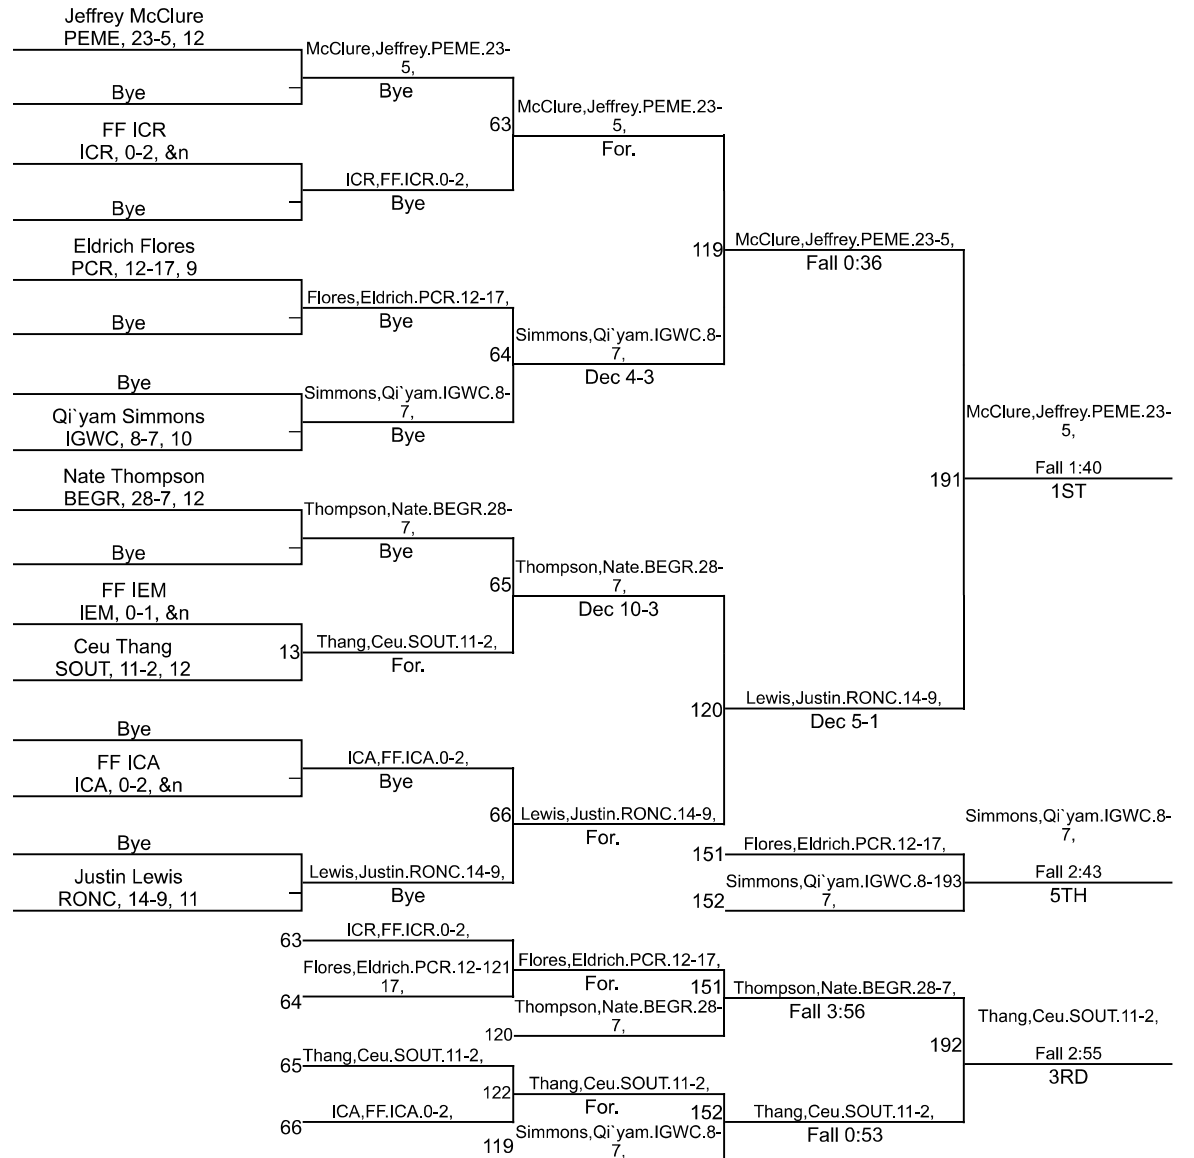 Jeffrey McClure
PEME, 23-5, 12
McClure,Jeffrey.PEME.23-
5,
Bye
Bye
McClure,Jeffrey.PEME.23-
5,
63
For.
FF ICR
ICR, 0-2, &n
ICR,FF.ICR.0-2,
Bye
Bye
Eldrich Flores
PCR, 12-17, 9
119
McClure,Jeffrey.PEME.23-5,
Fall 0:36
Flores,Eldrich.PCR.12-17,
Bye
Bye
Simmons,Qi`yam.IGWC.8-
7,
64
Dec 4-3
Bye
Simmons,Qi`yam.IGWC.8-
7,
Bye
Qi`yam Simmons
IGWC, 8-7, 10
McClure,Jeffrey.PEME.23-
5,
191
Fall 1:40
1ST
Nate Thompson
BEGR, 28-7, 12
Thompson,Nate.BEGR.28-
7,
Bye
Bye
Thompson,Nate.BEGR.28-
7,
65
Dec 10-3
FF IEM
IEM, 0-1, &n
Ceu Thang
SOUT, 11-2, 12
13
Thang,Ceu.SOUT.11-2,
For.
120
Lewis,Justin.RONC.14-9,
Dec 5-1
Bye
FF ICA
ICA, 0-2, &n
ICA,FF.ICA.0-2,
Bye
66
Lewis,Justin.RONC.14-9,
For.
Bye
Justin Lewis
RONC, 14-9, 11
Lewis,Justin.RONC.14-9,
Bye
151
Flores,Eldrich.PCR.12-17,
Simmons,Qi`yam.IGWC.8-
7,
152
193
Simmons,Qi`yam.IGWC.8-
7,
Fall 2:43
5TH
63
ICR,FF.ICR.0-2,
Flores,Eldrich.PCR.12-
17,
64
121
Flores,Eldrich.PCR.12-17,
For.
151
Thompson,Nate.BEGR.28-
7,
120
Thompson,Nate.BEGR.28-7,
Fall 3:56
192
Thang,Ceu.SOUT.11-2,
Fall 2:55
3RD
65
Thang,Ceu.SOUT.11-2,
122
Thang,Ceu.SOUT.11-2,
For.
66
ICA,FF.ICA.0-2,
152
Thang,Ceu.SOUT.11-2,
Fall 0:53
119
Simmons,Qi`yam.IGWC.8-
7,